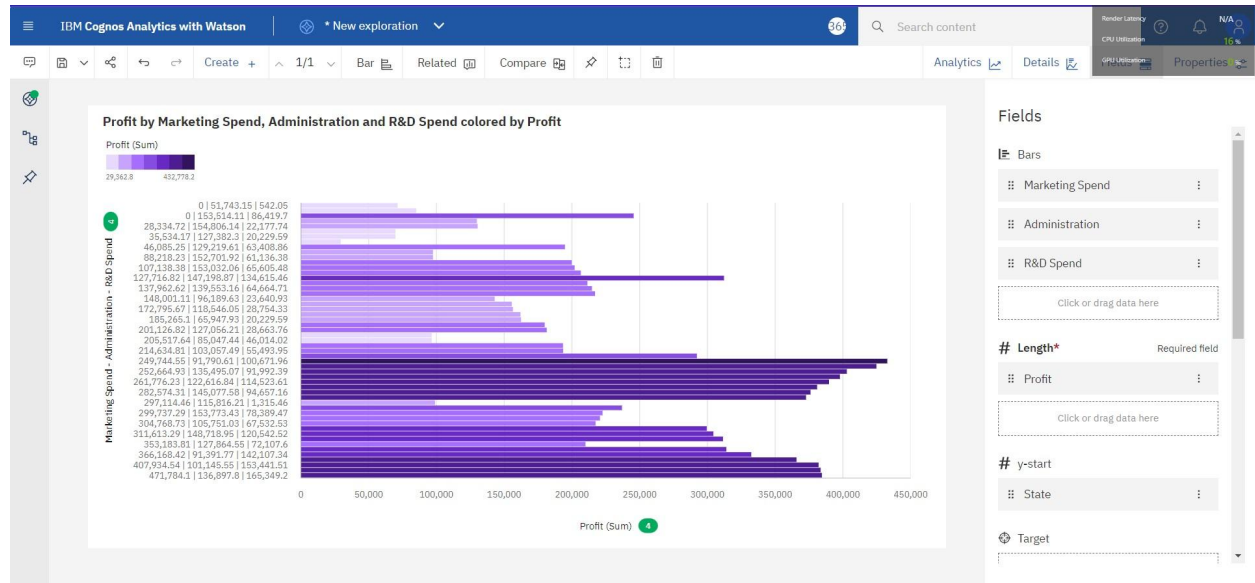 IBM Cognos Analytics with Watson
* New exploration
365
Search content
Render Latency
N/A
CPU Utilization
16 %
GPU Utilization
Create +
1/1
Bar
Related
Compare
Analytics
Details
Fields
Properties
Profit by Marketing Spend, Administration and R&D Spend colored by Profit
Profit (Sum)
29,362.8 432,778.2
0 | 51,743.15 | 542.05
0 | 153,514.11 | 86,419.7
28,334.72 | 154,806.14 | 22,177.74
35,534.17 | 127,382.3 | 20,229.59
46,085.25 | 129,219.61 | 63,408.86
88,218.23 | 152,701.92 | 61,136.38
107,138.38 | 153,032.06 | 65,605.48
127,716.82 | 147,198.87 | 134,615.46
137,962.62 | 139,553.16 | 64,664.71
148,001.11 | 96,189.63 | 23,640.93
172,795.67 | 118,546.05 | 28,754.33
185,265.1 | 65,947.93 | 20,229.59
201,126.82 | 127,056.21 | 28,663.76
205,517.64 | 85,047.44 | 46,014.02
214,634.81 | 103,057.49 | 55,493.95
249,744.55 | 91,790.61 | 100,671.96
252,664.93 | 135,495.07 | 91,992.39
261,776.23 | 122,616.84 | 114,523.61
282,574.31 | 145,077.58 | 94,657.16
297,114.46 | 115,816.21 | 1,315.46
299,737.29 | 153,773.43 | 78,389.47
304,768.73 | 105,751.03 | 67,532.53
311,613.29 | 148,718.95 | 120,542.52
353,183.81 | 127,864.55 | 72,107.6
366,168.42 | 91,391.77 | 142,107.34
407,934.54 | 101,145.55 | 153,441.51
471,784.1 | 136,897.8 | 165,349.2
Marketing Spend - Administration - R&D Spend 4
0 50,000 100,000 150,000 200,000 250,000 300,000 350,000 400,000 450,000
Profit (Sum) 4
Fields
Bars
Marketing Spend
Administration
R&D Spend
Click or drag data here
# Length* Required field
Profit
Click or drag data here
# y-start
State
Target